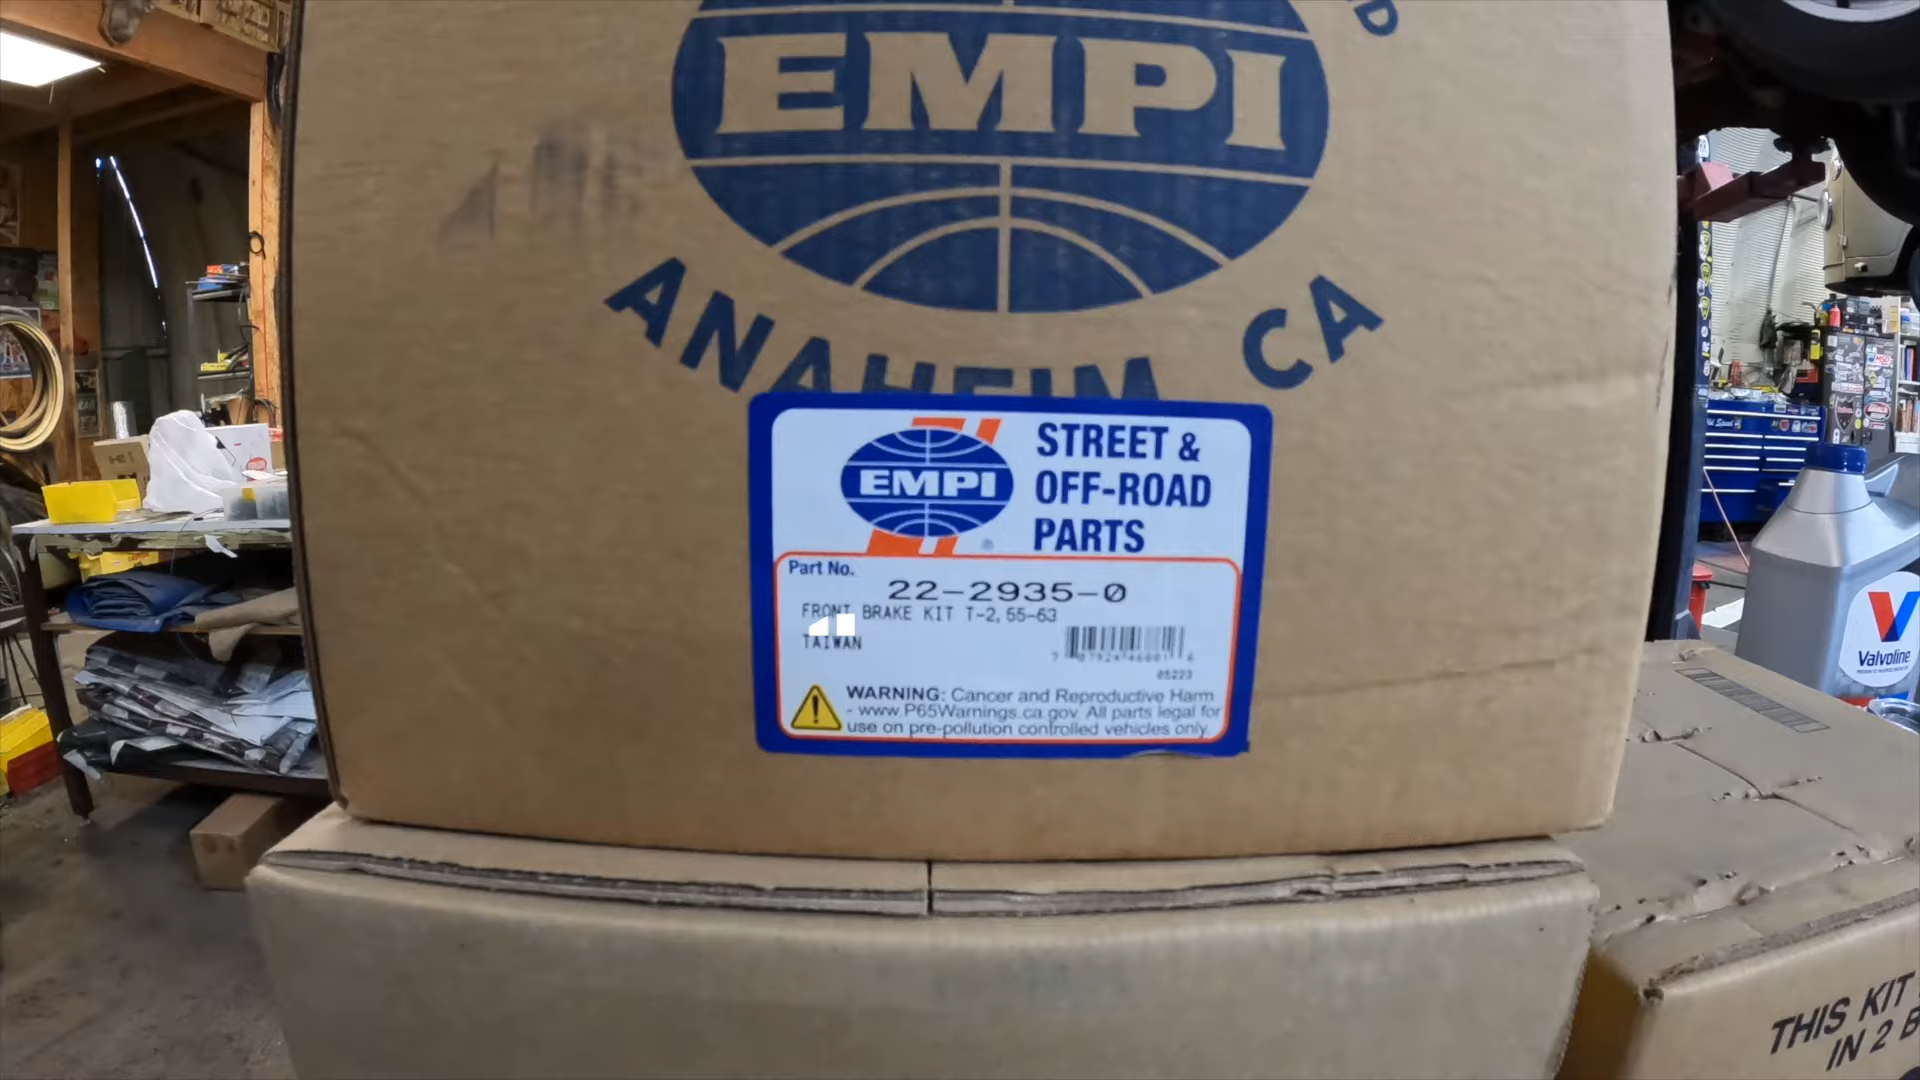 EMPI
ANAHEIM, CA
EMPI
STREET &
OFF-ROAD
PARTS
Part No.
22-2935-0
FRONT BRAKE KIT T-2, 55-63
TAIWAN
05223
WARNING: Cancer and Reproductive Harm
- www.P65Warnings.ca.gov. All parts legal for
use on pre-pollution controlled vehicles only
Valvoline
THIS KIT
IN 2 B